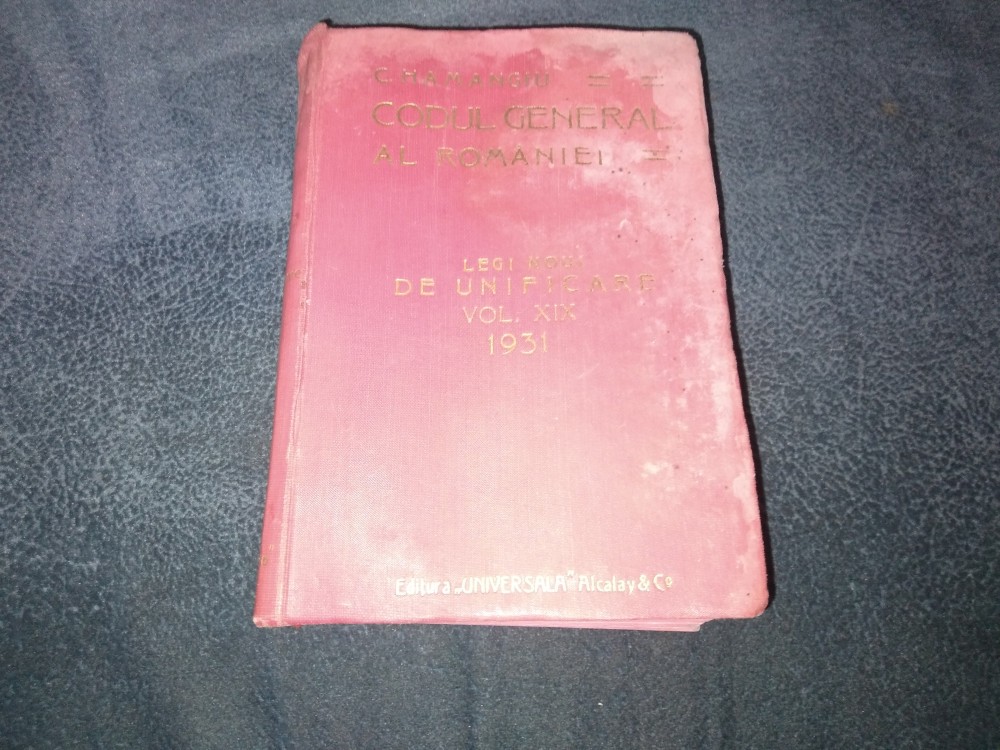 C. HAMANGIU
CODUL GENERAL
AL ROMANIEI
LEGI NOUI
DE UNIFICARE
VOL. XIX
1931
Editura „UNIVERSALA" Alcalay & Co